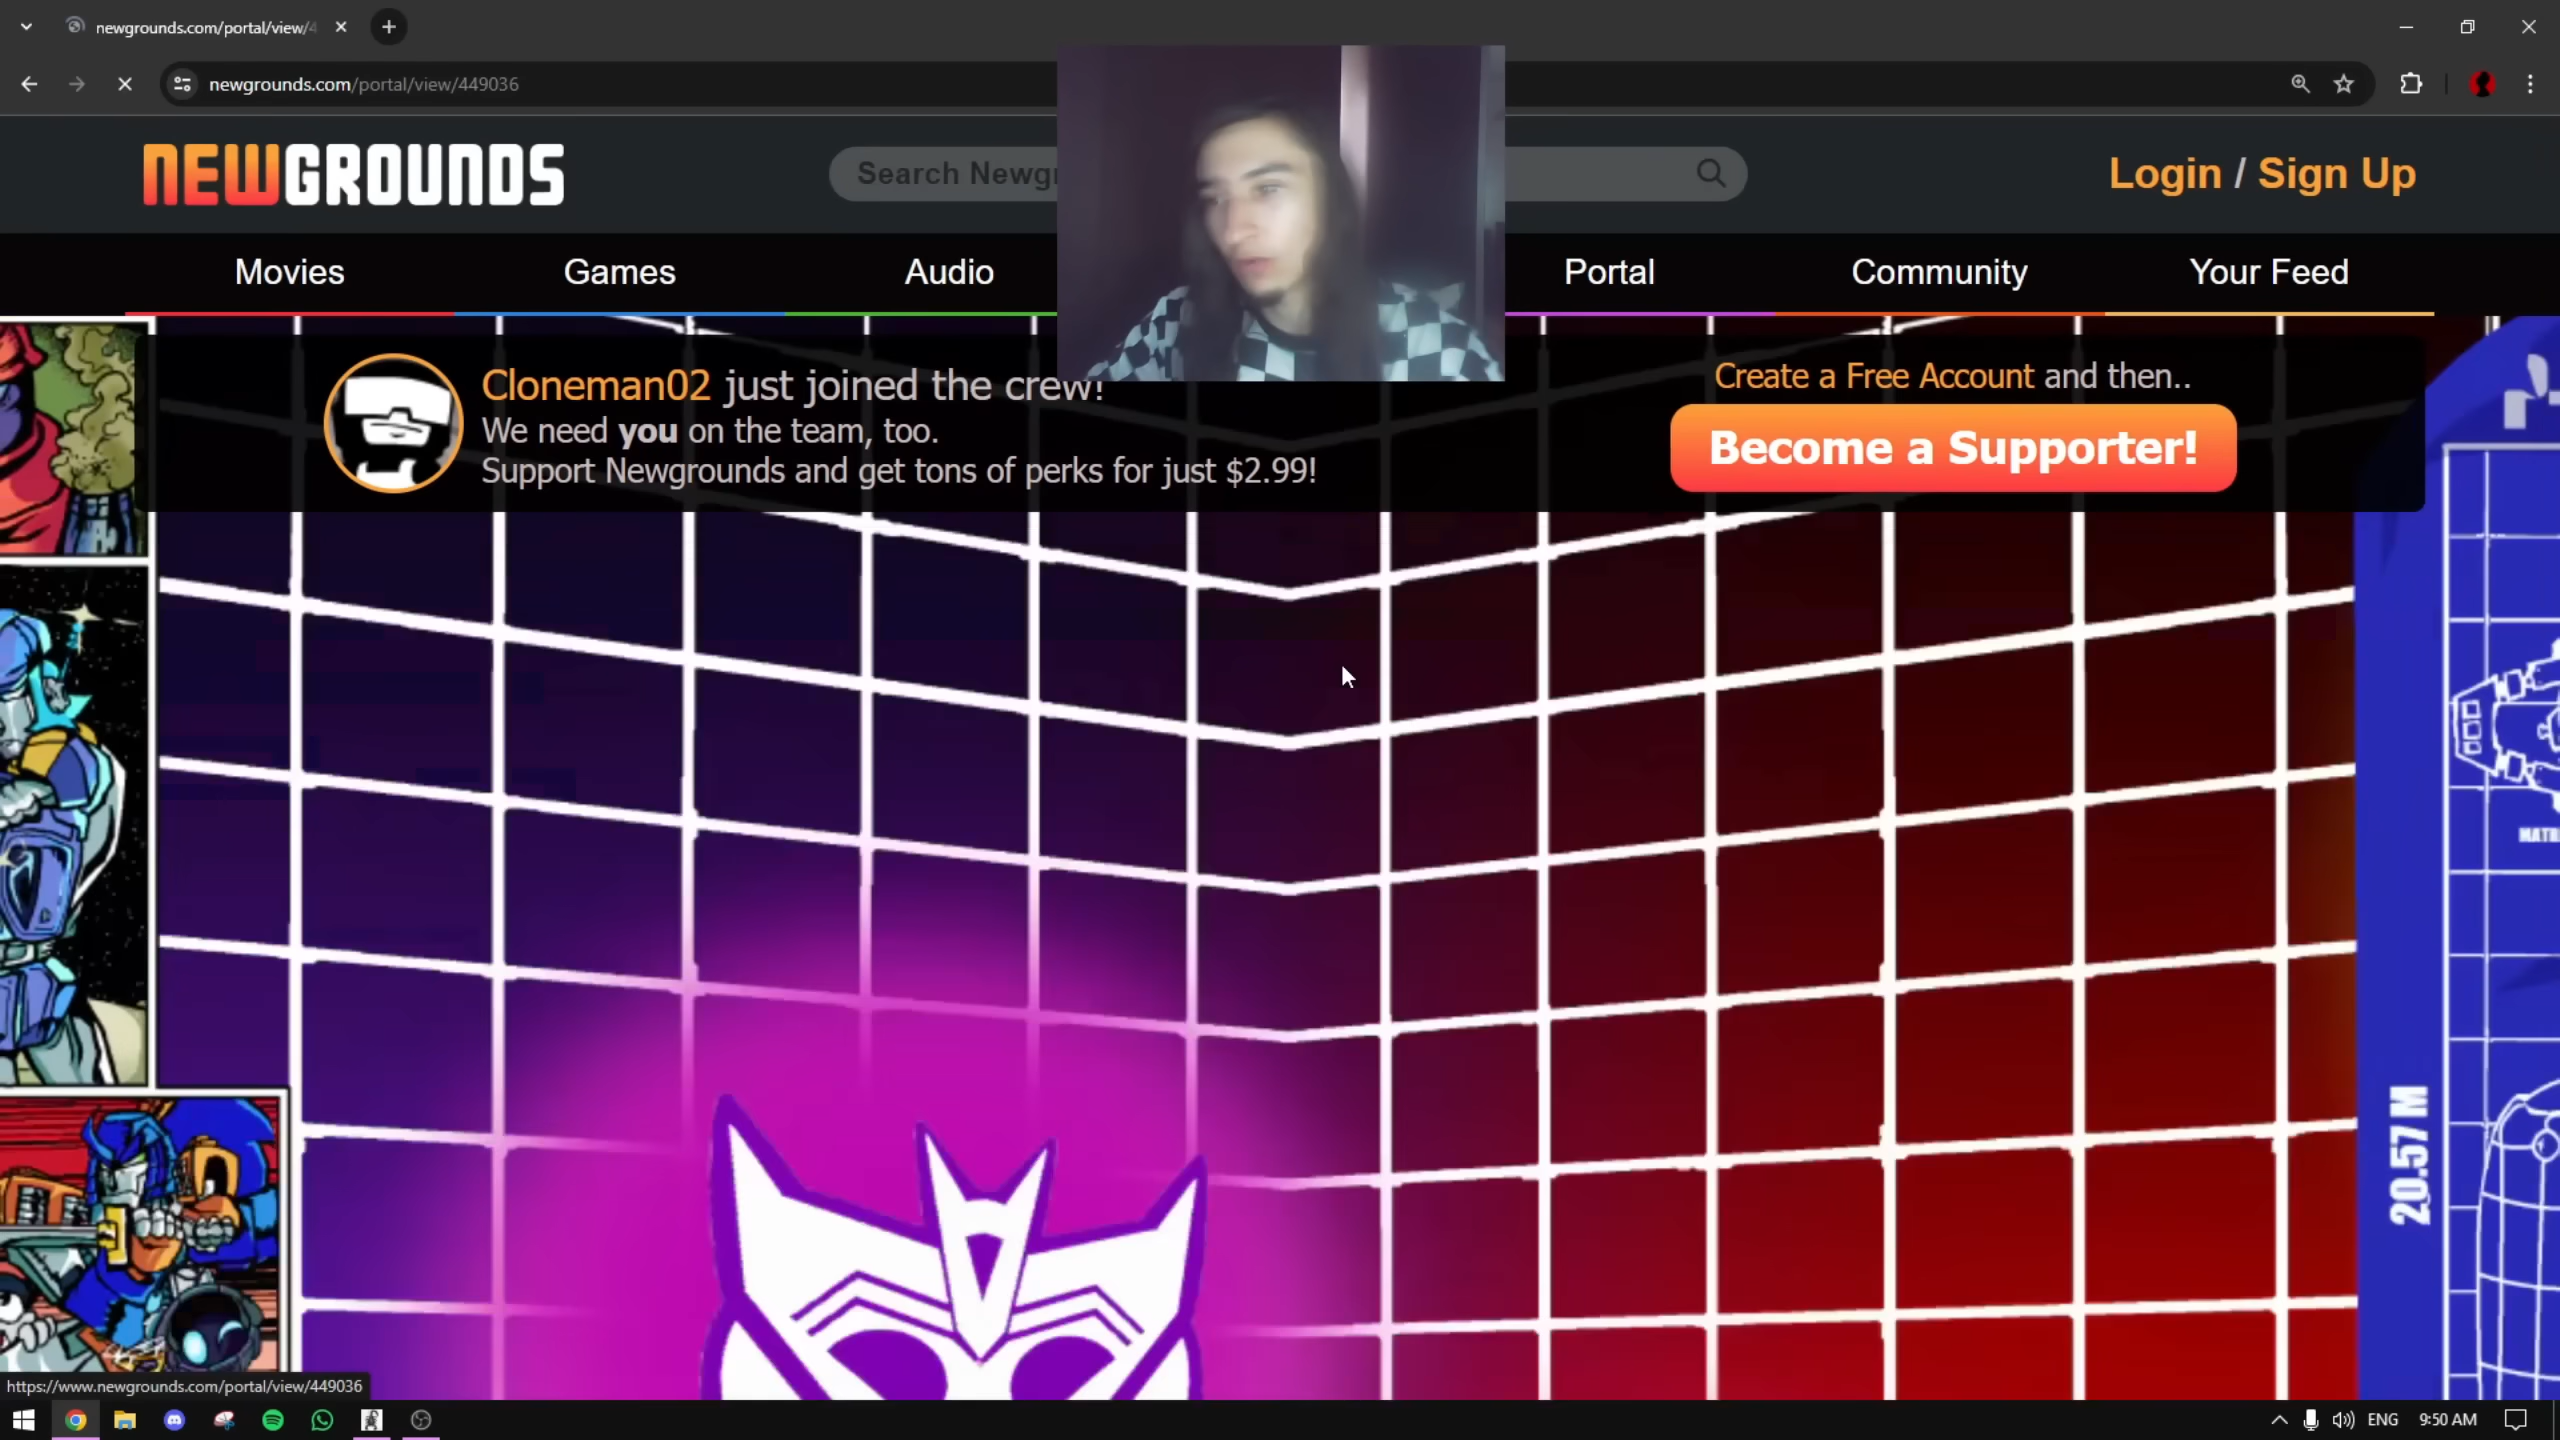 newgrounds.com/portal/view/4
newgrounds.com/portal/view/449036
NEWGROUNDS
Search Newgr
Login / Sign Up
Movies Games Audio Portal Community Your Feed
Cloneman02 just joined the crew!
We need you on the team, too.
Support Newgrounds and get tons of perks for just $2.99!
Create a Free Account and then..
Become a Supporter!
MATR
20.57 M
https://www.newgrounds.com/portal/view/449036
ENG 9:50 AM